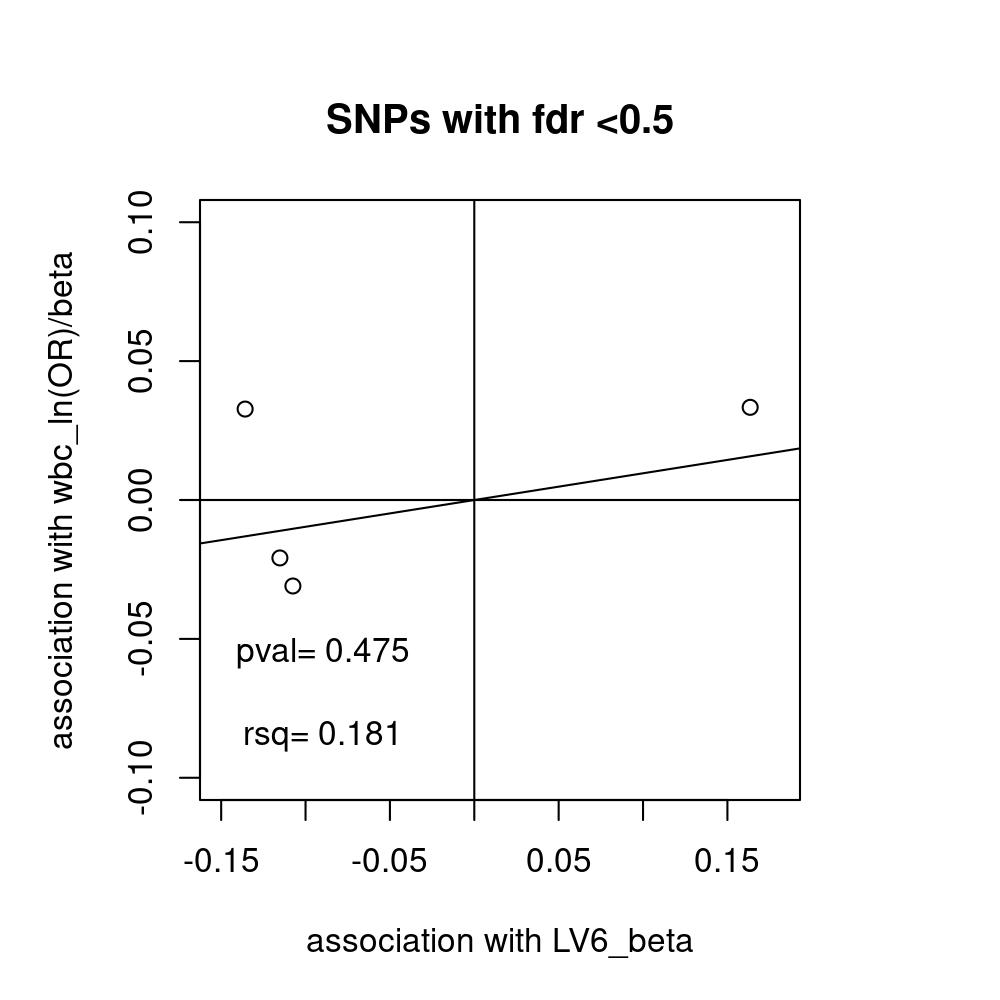 SNPs with fdr <0.5
association with wbc_ln(OR)/beta
0.10
0.05
0.00
-0.05
-0.10
pval= 0.475
rsq= 0.181
-0.15
-0.05
0.05
0.15
association with LV6_beta